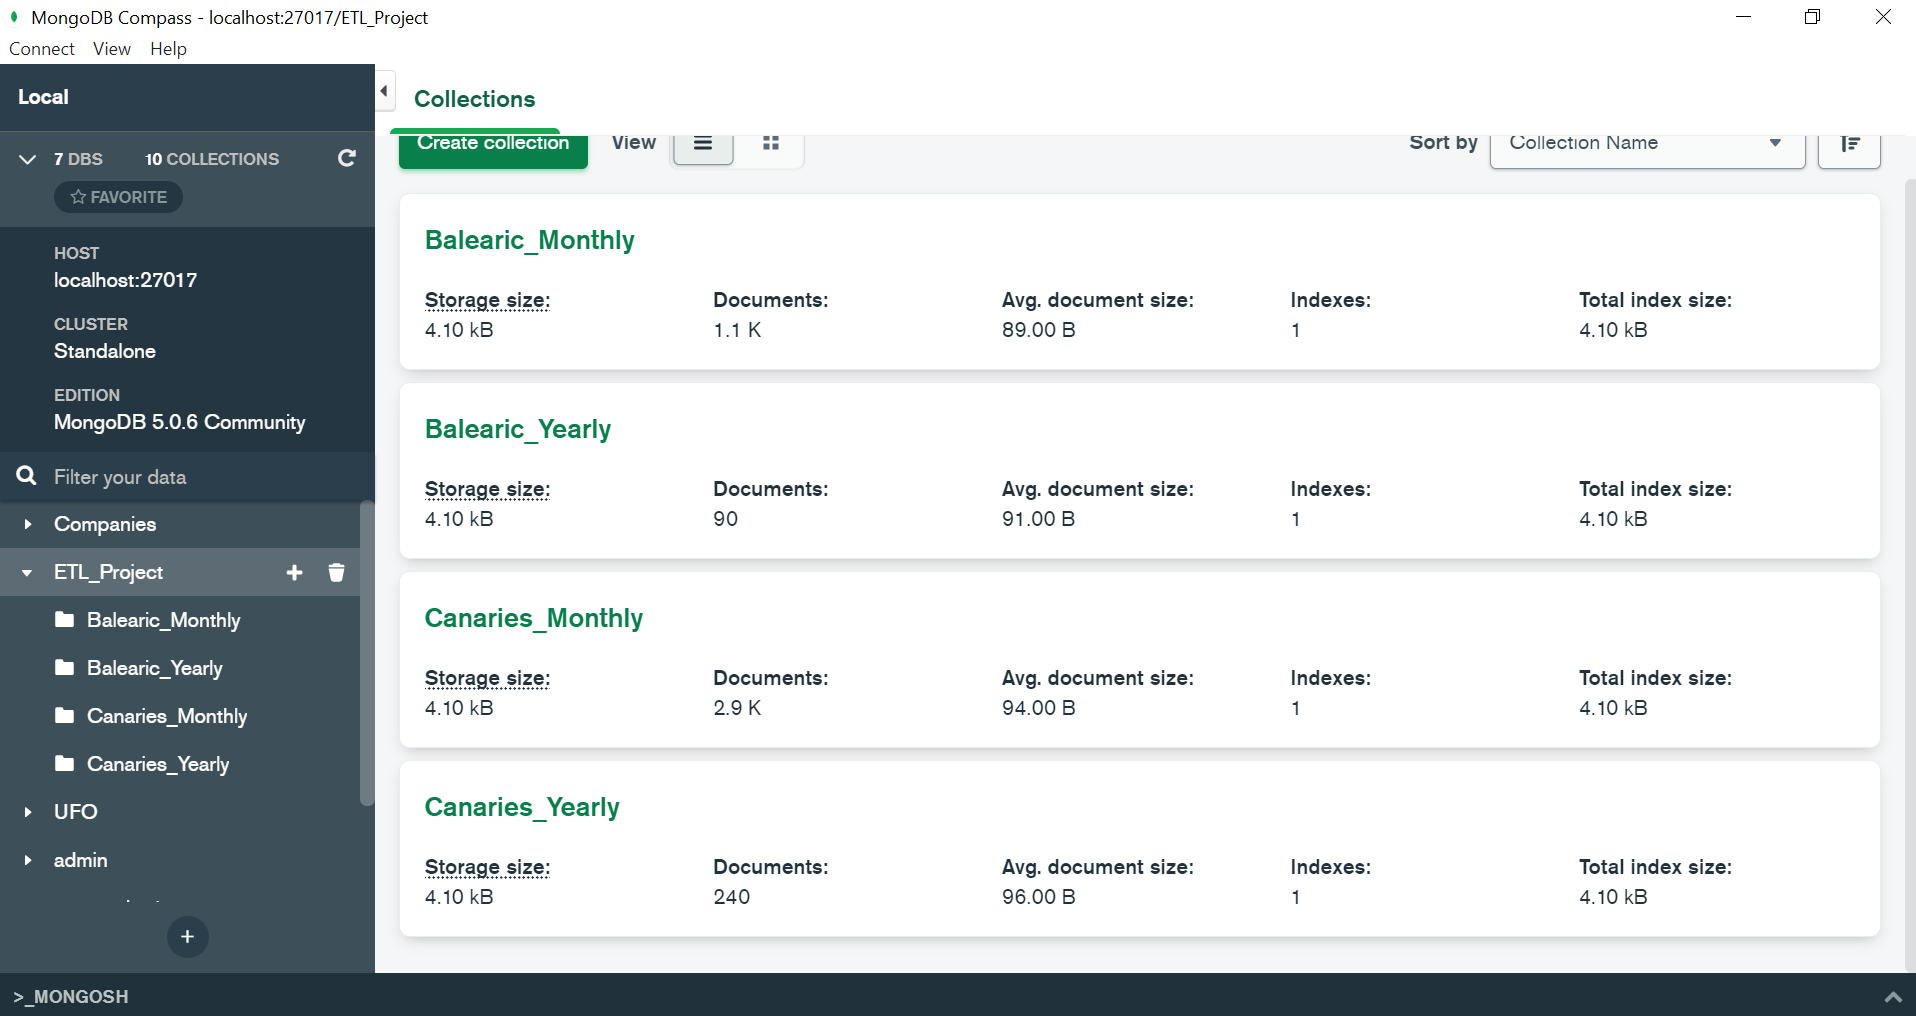 MongoDB Compass - localhost:27017/ETL_Project
Connect View Help
Local
7 DBS 10 COLLECTIONS
FAVORITE
HOST
localhost:27017
CLUSTER
Standalone
EDITION
MongoDB 5.0.6 Community
Filter your data
Companies
ETL_Project
Balearic_Monthly
Balearic_Yearly
Canaries_Monthly
Canaries_Yearly
UFO
admin
>_MONGOSH
Collections
Create collection View Sort by Collection Name
Balearic_Monthly
Storage size: Documents: Avg. document size: Indexes: Total index size:
4.10 kB 1.1 K 89.00 B 1 4.10 kB
Balearic_Yearly
Storage size: Documents: Avg. document size: Indexes: Total index size:
4.10 kB 90 91.00 B 1 4.10 kB
Canaries_Monthly
Storage size: Documents: Avg. document size: Indexes: Total index size:
4.10 kB 2.9 K 94.00 B 1 4.10 kB
Canaries_Yearly
Storage size: Documents: Avg. document size: Indexes: Total index size:
4.10 kB 240 96.00 B 1 4.10 kB